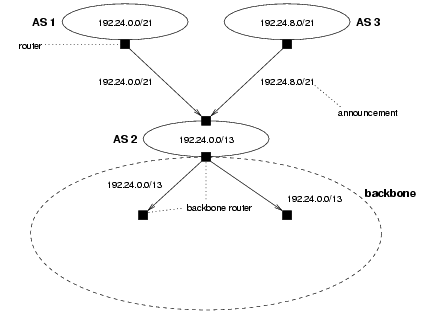 AS 1
192.24.0.0/21
192.24.8.0/21
AS 3
router
192.24.0.0/21
192.24.8.0/21
announcement
AS 2
192.24.0.0/13
192.24.0.0/13
192.24.0.0/13
backbone
backbone router